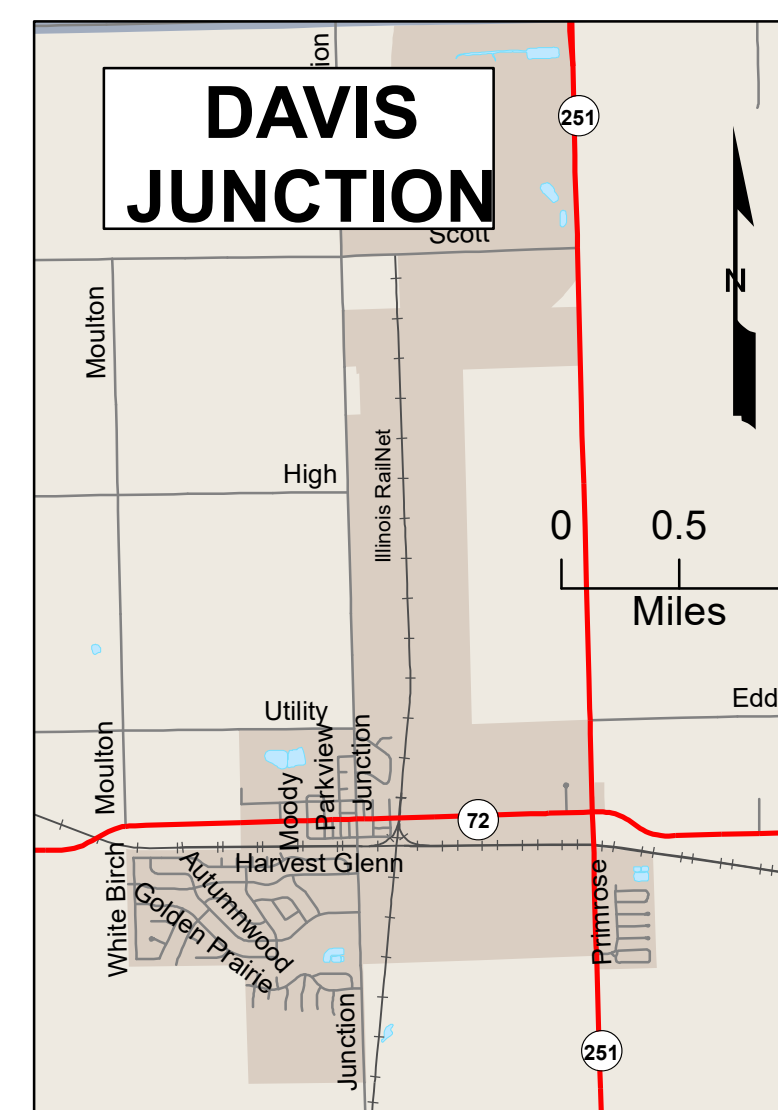 ion
DAVIS
JUNCTION
251
Scott
N
Moulton
High
Illinois RailNet
0 0.5
Miles
Edd
Utility
Moulton
Moody
Parkview
Junction
72
Harvest Glenn
White Birch
Autumnwood
Golden Prairie
Primrose
Junction
251